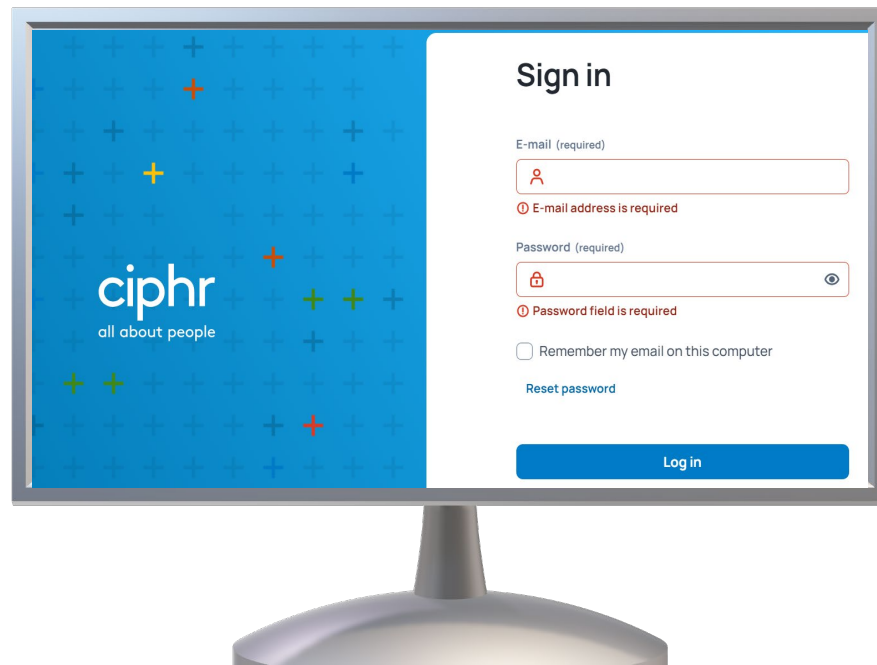 ciphr
all about people
Sign in
E-mail (required)
E-mail address is required
Password (required)
Password field is required
Remember my email on this computer
Reset password
Log in